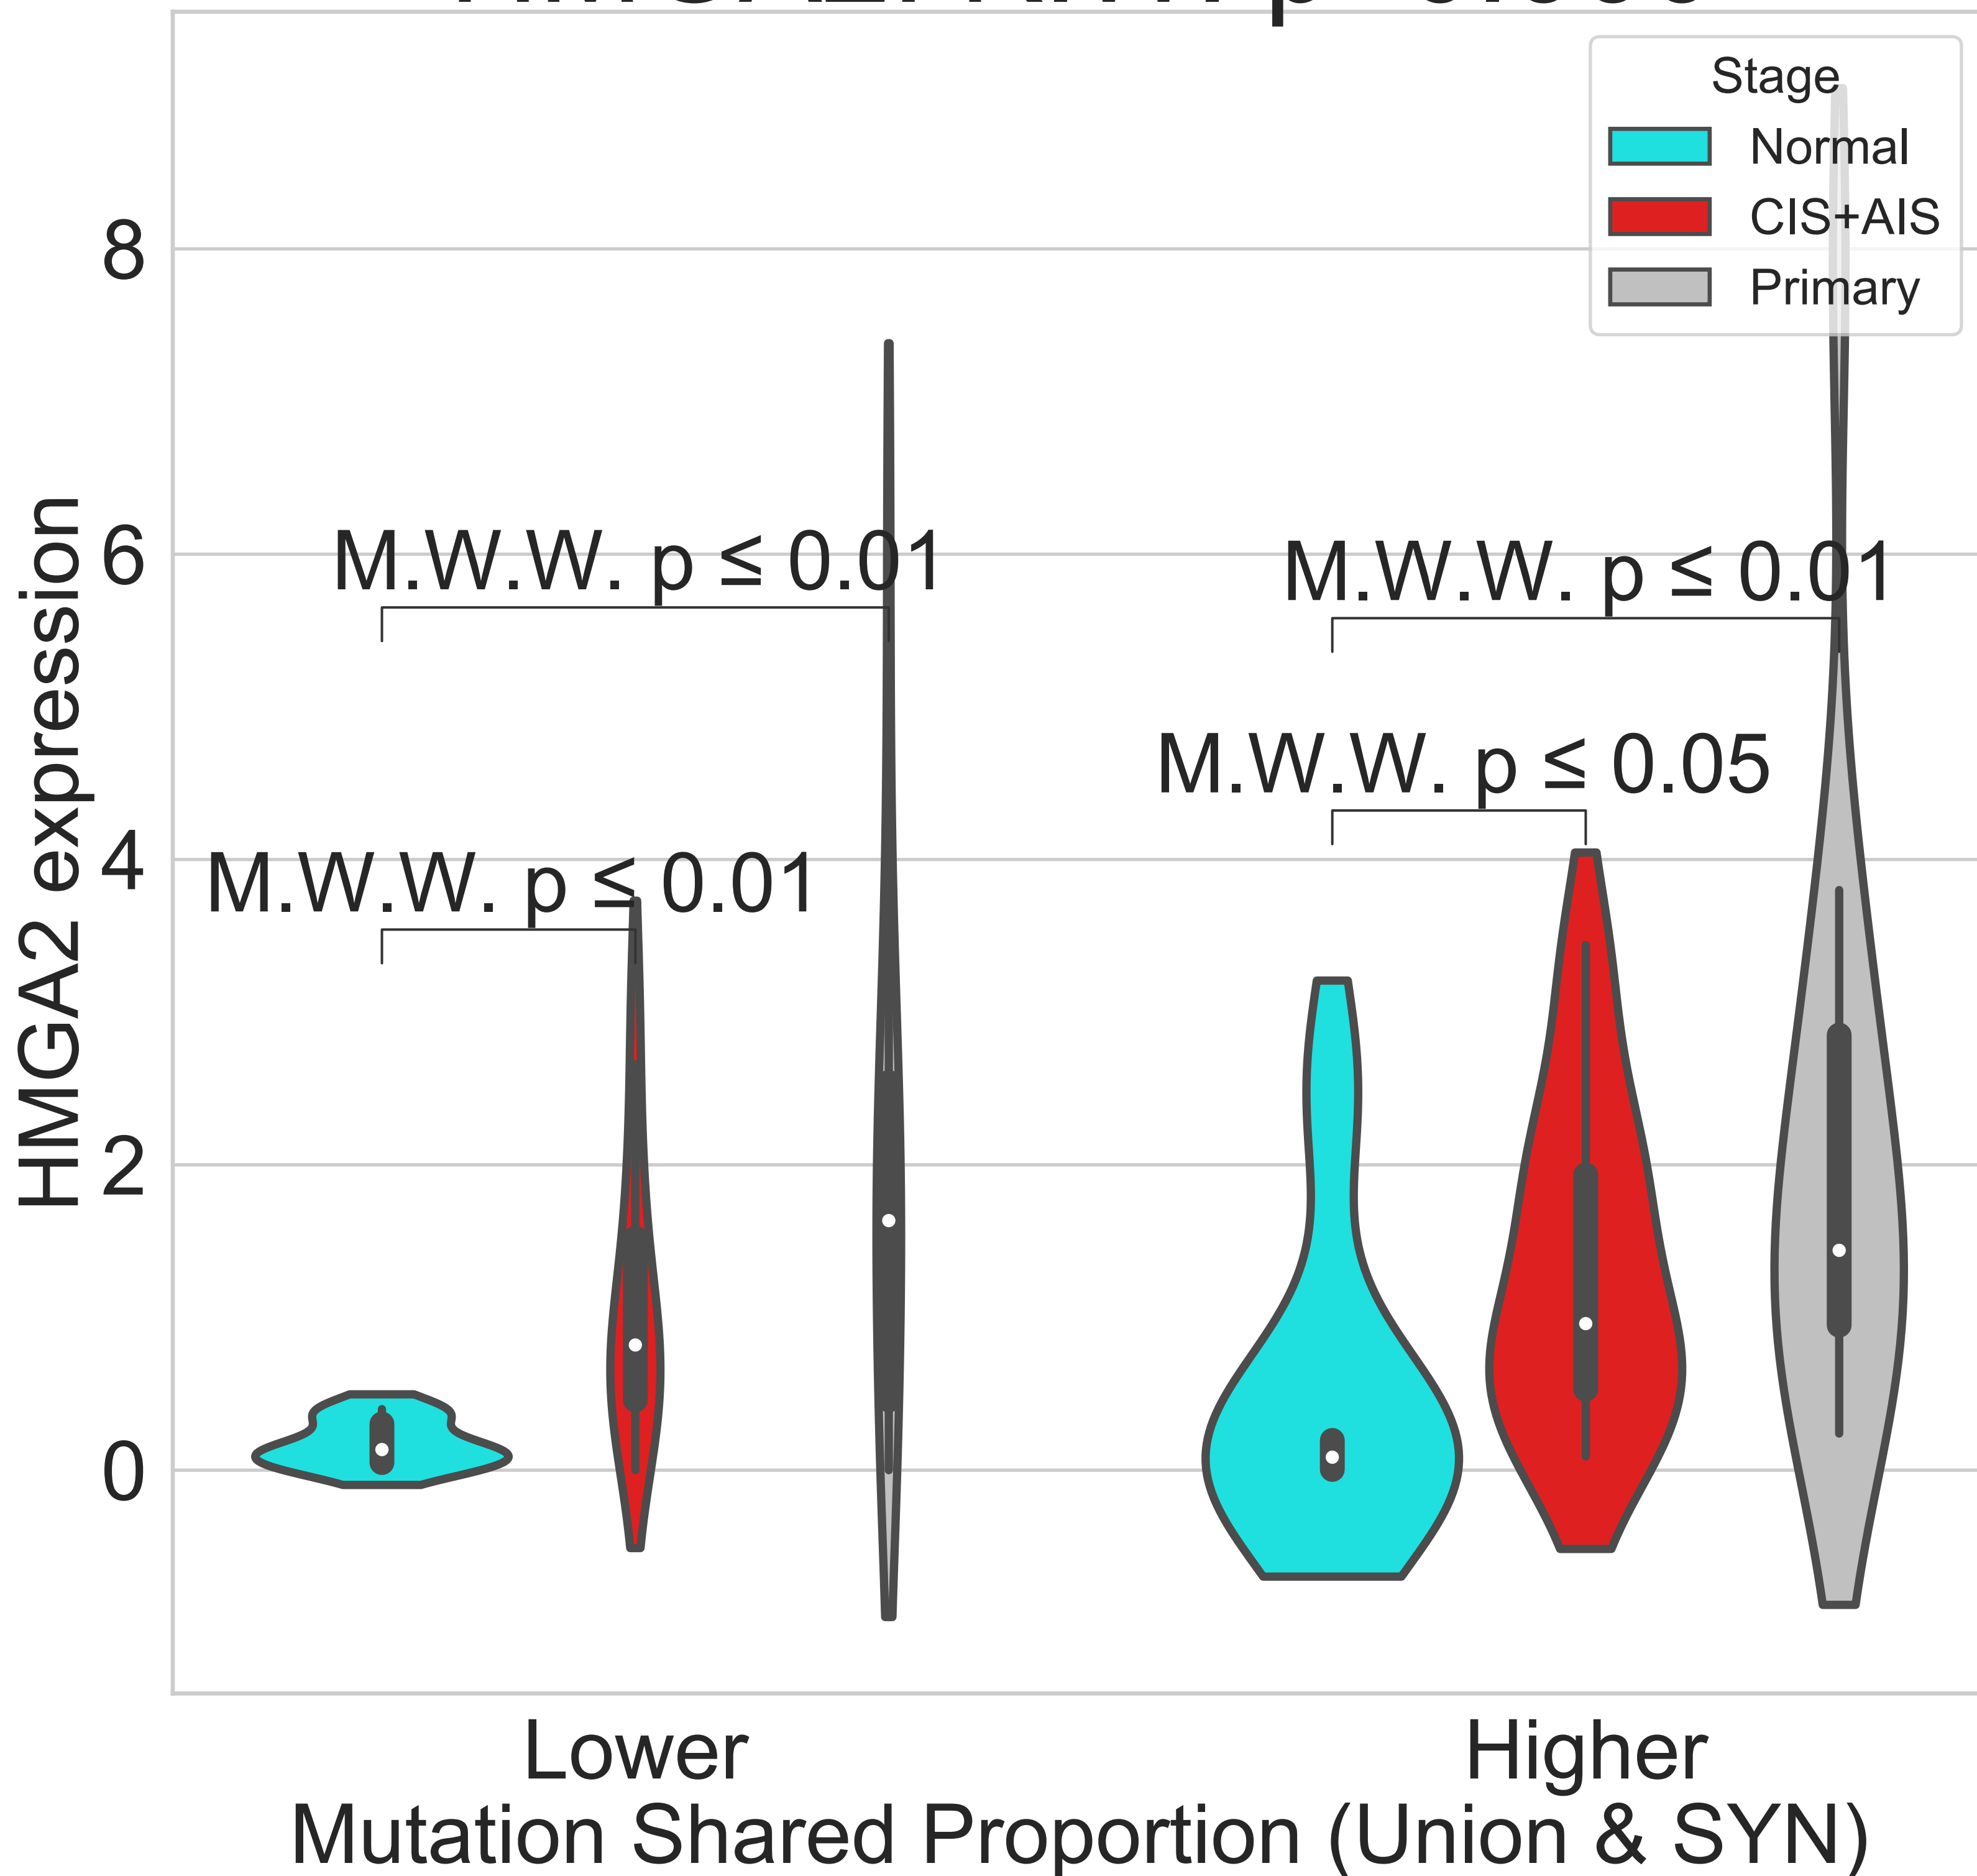 Stage
Normal
CIS+AIS
Primary
8
6
4
2
0
HMGA2 expression
M.W.W. p ≤ 0.01
M.W.W. p ≤ 0.01
M.W.W. p ≤ 0.05
M.W.W. p ≤ 0.01
Lower
Higher
Mutation Shared Proportion (Union & SYN)